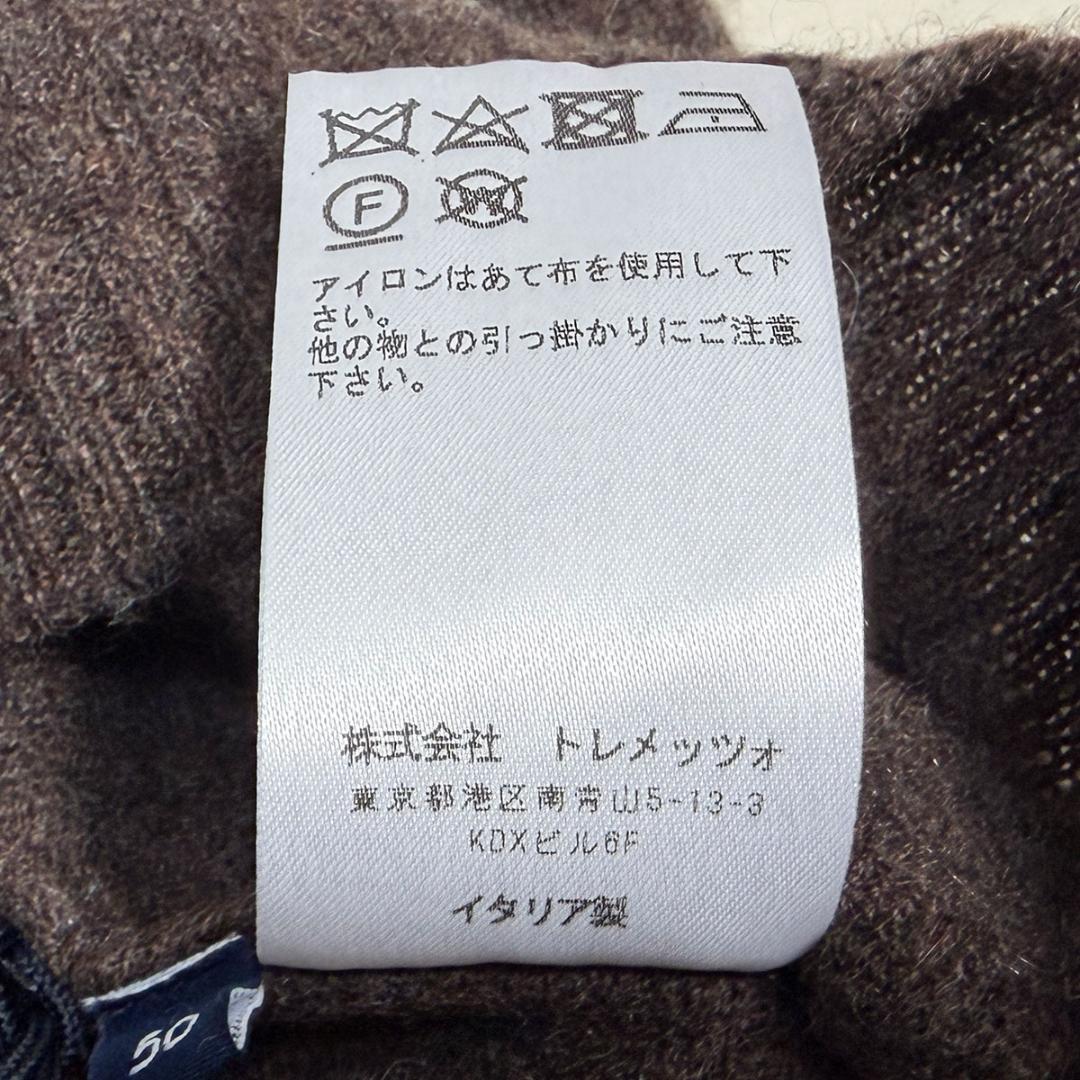 F
W
アイロンはあて布を使用して下
さい。
他の物との引っ掛かりにご注意
下さい。
株式会社 トレメッツォ
東京都港区南青山5-13-3
KDXビル6F
イタリア製
50